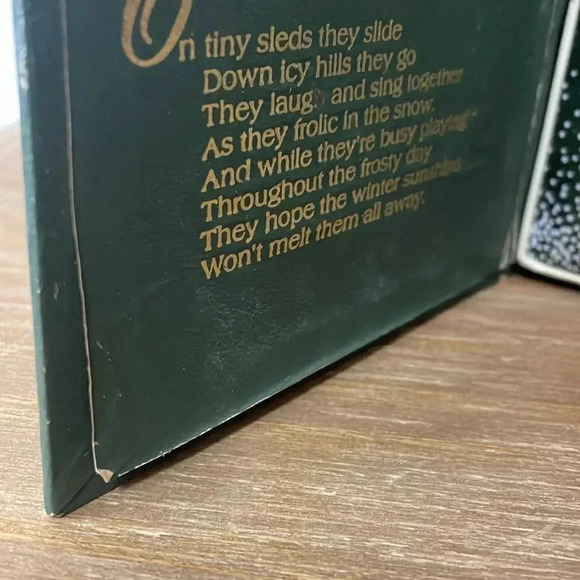 On tiny sleds they slide
Down icy hills they go
They laug and sing together
As they frolic in the snow.
And while they're busy playing
Throughout the frosty day
They hope the winter sunshine
Won't melt them all away.